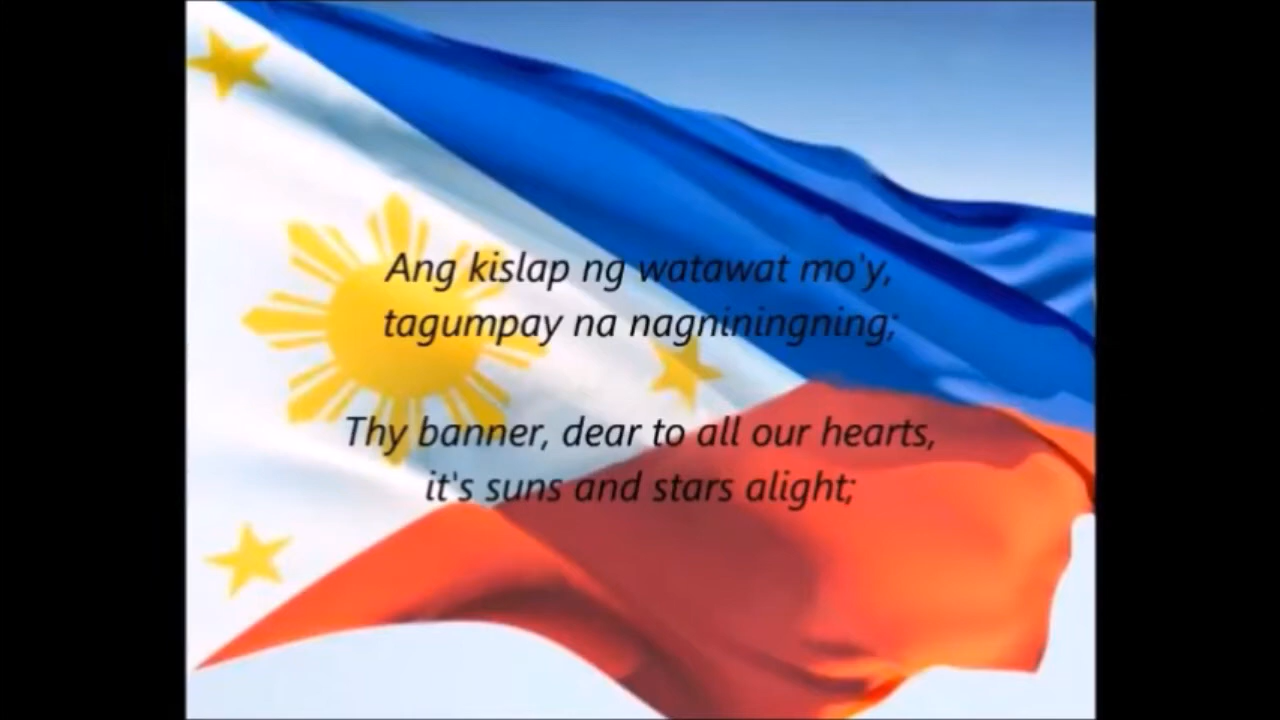 Ang kislap ng watawat mo'y,
tagumpay na nagniningning;
Thy banner, dear to all our hearts,
it's suns and stars alight;